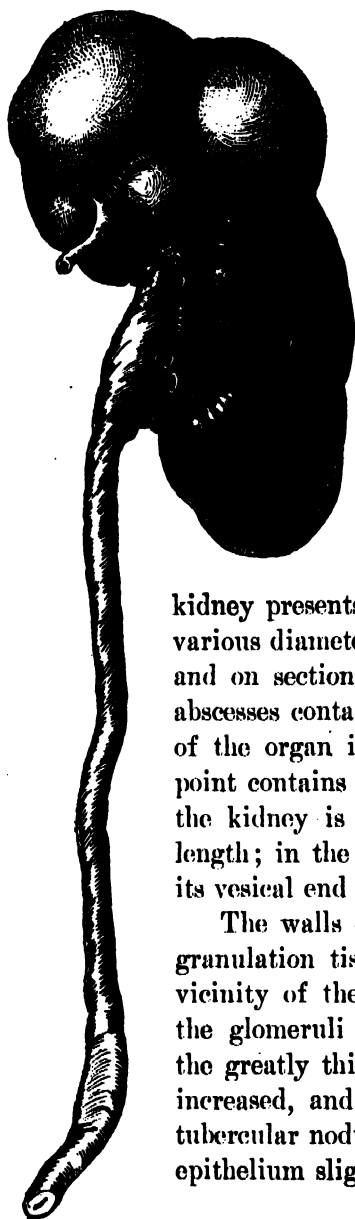 kidney presents
various diamete
and on section
abscesses conta
of the organ i
point contains
the kidney is
length; in the
its vesical end
The walls
granulation tis
vicinity of the
the glomeruli
the greatly thi
increased, and
tubercular nod
epithelium slig